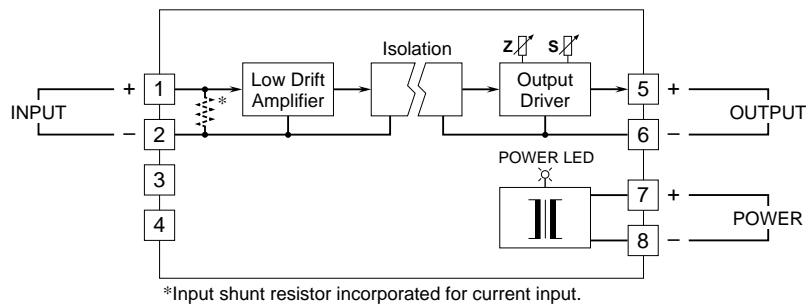 Isolation
Z S
Low Drift
Amplifier
Output
Driver
INPUT
+ 1
*
– 2
3
4
5 +
6 –
OUTPUT
POWER LED
7 +
8 –
POWER
*Input shunt resistor incorporated for current input.